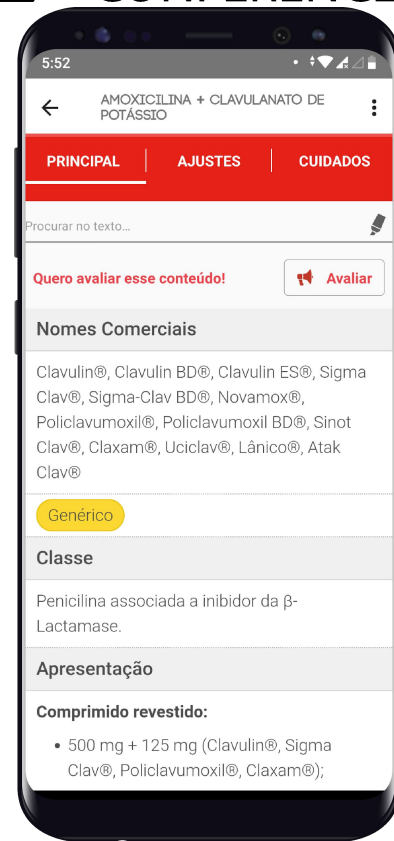 CONFERENCE
5:52
AMOXICILINA + CLAVULANATO DE
POTÁSSIO
PRINCIPAL
AJUSTES
CUIDADOS
Procurar no texto...
Quero avaliar esse conteúdo!
Avaliar
Nomes Comerciais
Clavulin®, Clavulin BD®, Clavulin ES®, Sigma
Clav®, Sigma-Clav BD®, Novamox®,
Policlavumoxil®, Policlavumoxil BD®, Sinot
Clav®, Claxam®, Uciclav®, Lânico®, Atak
Clav®
Genérico
Classe
Penicilina associada a inibidor da β-
Lactamase.
Apresentação
Comprimido revestido:
• 500 mg + 125 mg (Clavulin®, Sigma
Clav®, Policlavumoxil®, Claxam®);